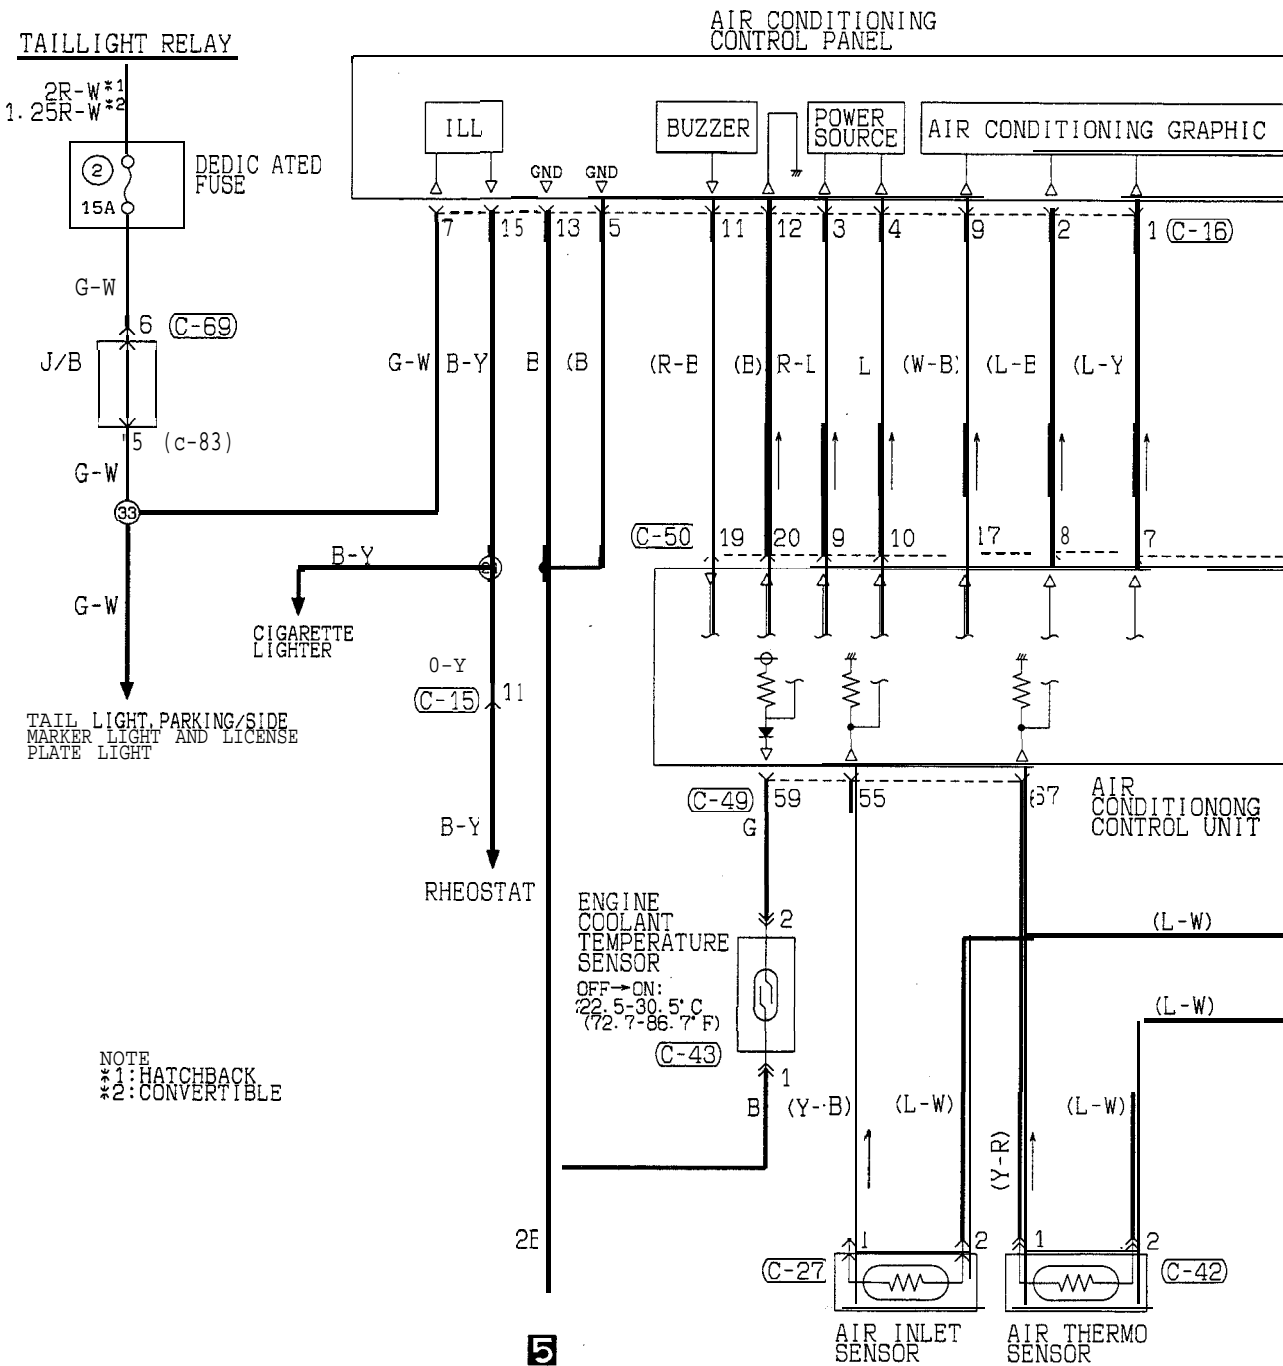 AIR CONDITIONING
CONTROL PANEL
TAILLIGHT RELAY
2R-W*1
1.25R-W*2
ILL
BUZZER
POWER
SOURCE
AIR CONDITIONING GRAPHIC
2
15A
DEDIC ATED
FUSE
GND
GND
7
15
13
5
11
12
3
4
9
2
1
C-16
G-W
6
C-69
J/B
G-W
B-Y
B
(B
(R-B
(B)
R-L
L
(W-B)
(L-B
(L-Y
'5
(c-83)
G-W
33
C-50
19
20
9
10
17
8
7
B-Y
G-W
CIGARETTE
LIGHTER
0-Y
C-15
11
TAIL LIGHT, PARKING/SIDE
MARKER LIGHT AND LICENSE
PLATE LIGHT
C-49
59
55
67
AIR
CONDITIONONG
CONTROL UNIT
G
B-Y
RHEOSTAT
ENGINE
COOLANT
TEMPERATURE
SENSOR
OFF→ON:
22.5-30.5°C
(72.7-86.7°F)
2
(L-W)
(L-W)
C-43
1
NOTE
*1:HATCHBACK
*2:CONVERTIBLE
B
(Y-B)
(L-W)
(Y-R)
(L-W)
2B
1
2
1
2
C-27
C-42
AIR INLET
SENSOR
AIR THERMO
SENSOR
5